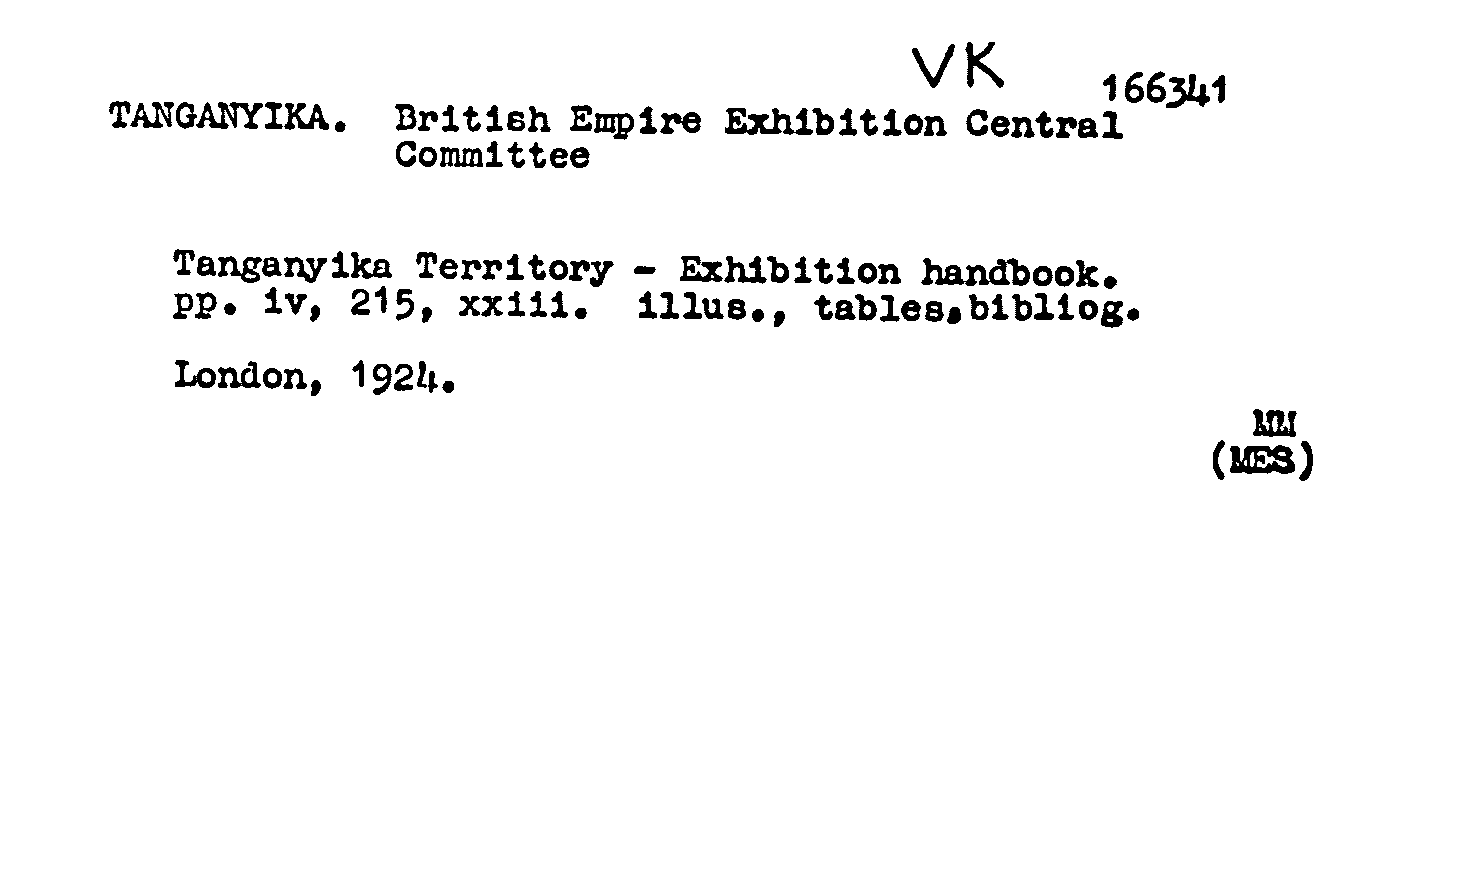 VK 166341
TANGANYIKA. British Empire Exhibition Central
Committee
Tanganyika Territory - Exhibition handbook.
pp. iv, 215, xxiii. illus., tables,bibliog.
London, 1924.
(MES)